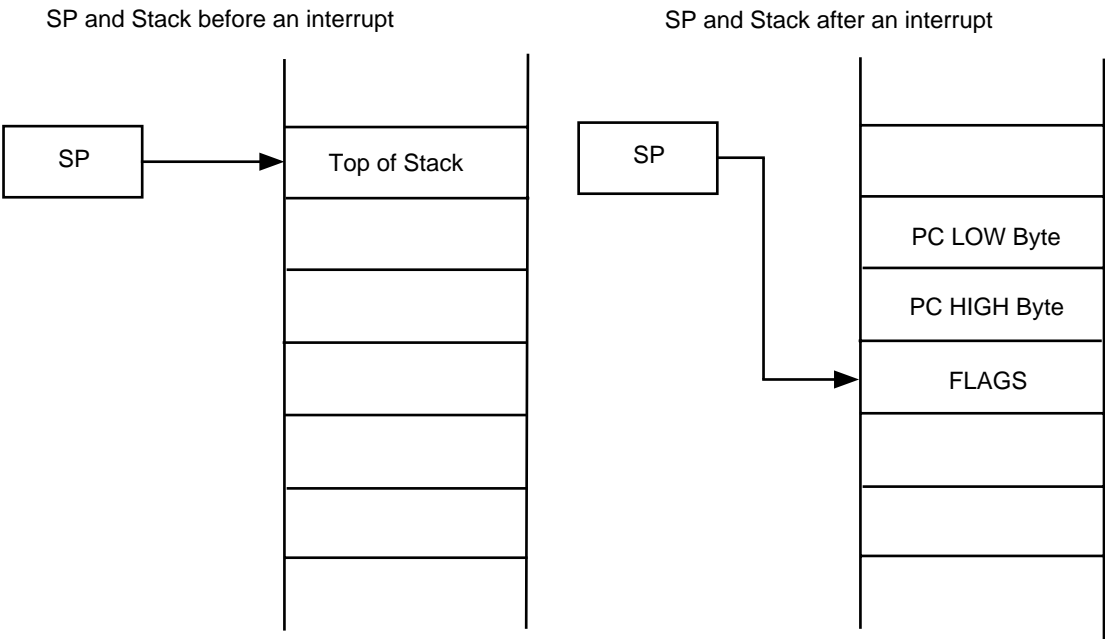 SP and Stack before an interrupt
SP and Stack after an interrupt
SP
Top of Stack
SP
PC LOW Byte
PC HIGH Byte
FLAGS